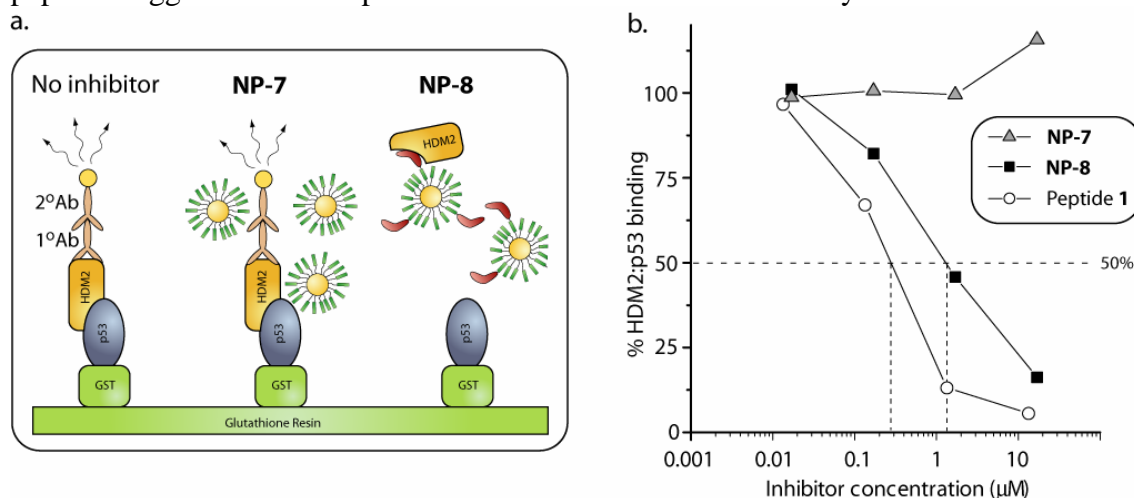 a.
No inhibitor NP-7 NP-8
HDM2
2°Ab
1°Ab
HDM2 HDM2
p53 p53 p53
GST GST GST
Glutathione Resin
b.
% HDM2:p53 binding
100
75
50
25
0
50%
NP-7
NP-8
Peptide 1
0.001 0.01 0.1 1 10
Inhibitor concentration (μM)